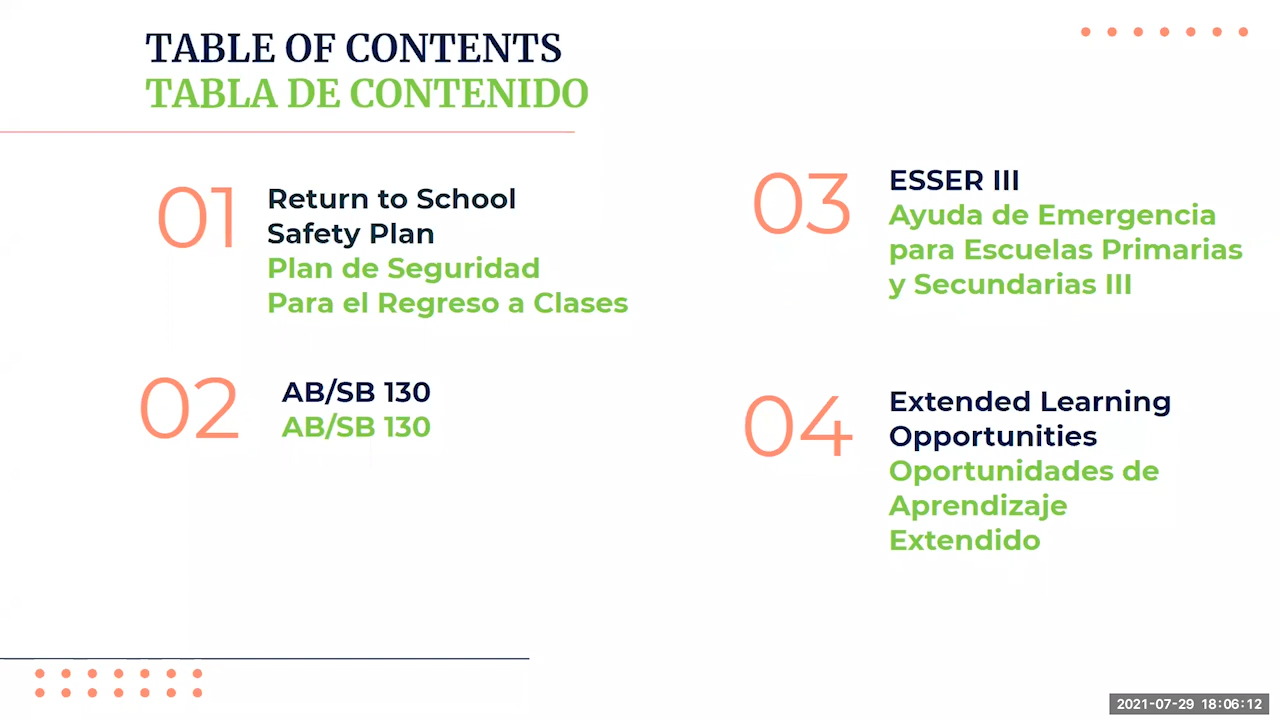 TABLE OF CONTENTS
TABLA DE CONTENIDO
01
Return to School
Safety Plan
Plan de Seguridad
Para el Regreso a Clases
02
AB/SB 130
AB/SB 130
03
ESSER III
Ayuda de Emergencia
para Escuelas Primarias
y Secundarias III
04
Extended Learning
Opportunities
Oportunidades de
Aprendizaje
Extendido
2021-07-29 18:06:12